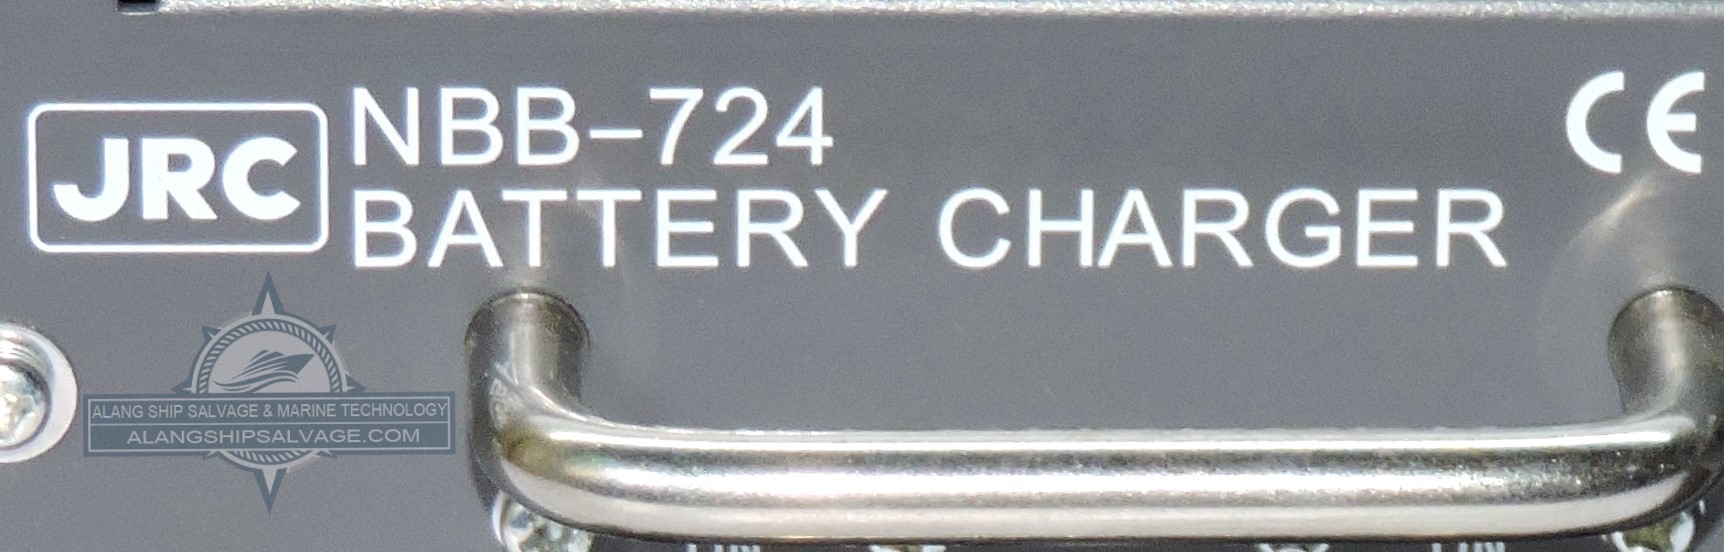 JRC
NBB-724
BATTERY CHARGER
CE
ALANG SHIP SALVAGE & MARINE TECHNOLOGY
ALANGSHIPSALVAGE.COM